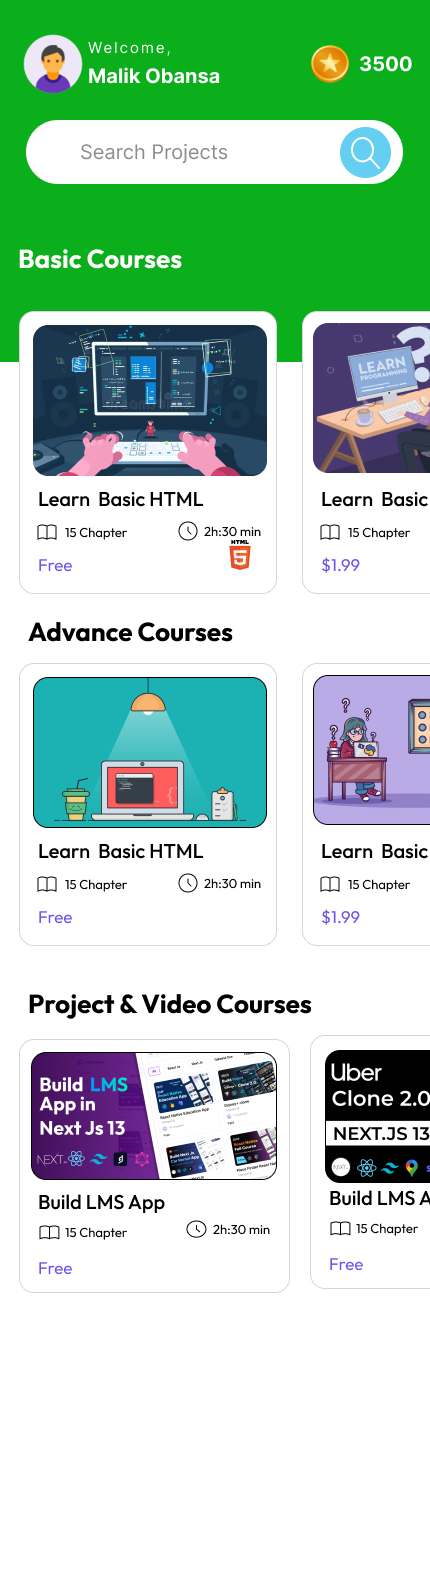 Welcome,
Malik Obansa
3500
Search Projects
Basic Courses
LEARN
PROGRAMMING
Learn Basic HTML
15 Chapter
2h:30 min
HTML
5
Free
Learn Basic
15 Chapter
$1.99
Advance Courses
Learn Basic HTML
15 Chapter
2h:30 min
Free
Learn Basic
15 Chapter
$1.99
Project & Video Courses
Build LMS
App in
Next Js 13
NEXT
React Native Education App
Build LMS App
15 Chapter
2h:30 min
Free
Uber
Clone 2.0
NEXT.JS 13
Build LMS A
15 Chapter
Free